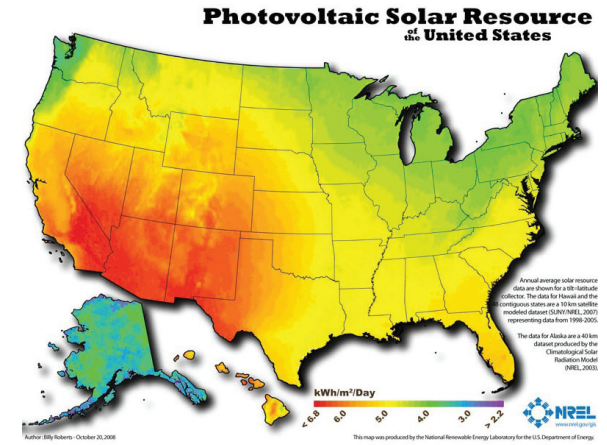 Photovoltaic Solar Resource
of the United States
Annual average solar resource
data are shown for a tilt=latitude
collector. The data for Hawaii and the
48 contiguous states are a 10 km satellite
modeled dataset (SUNY/NREL, 2007)
representing data from 1998-2005.
The data for Alaska are a 40 km
dataset produced by the
Climatological Solar
Radiation Model
(NREL, 2003).
kWh/m²/Day
< 6.8 6.0 5.0 4.0 3.0 > 2.2
NREL
www.nrel.gov/gis
Author: Billy Roberts - October 20, 2008
This map was produced by the National Renewable Energy Laboratory for the U.S. Department of Energy.